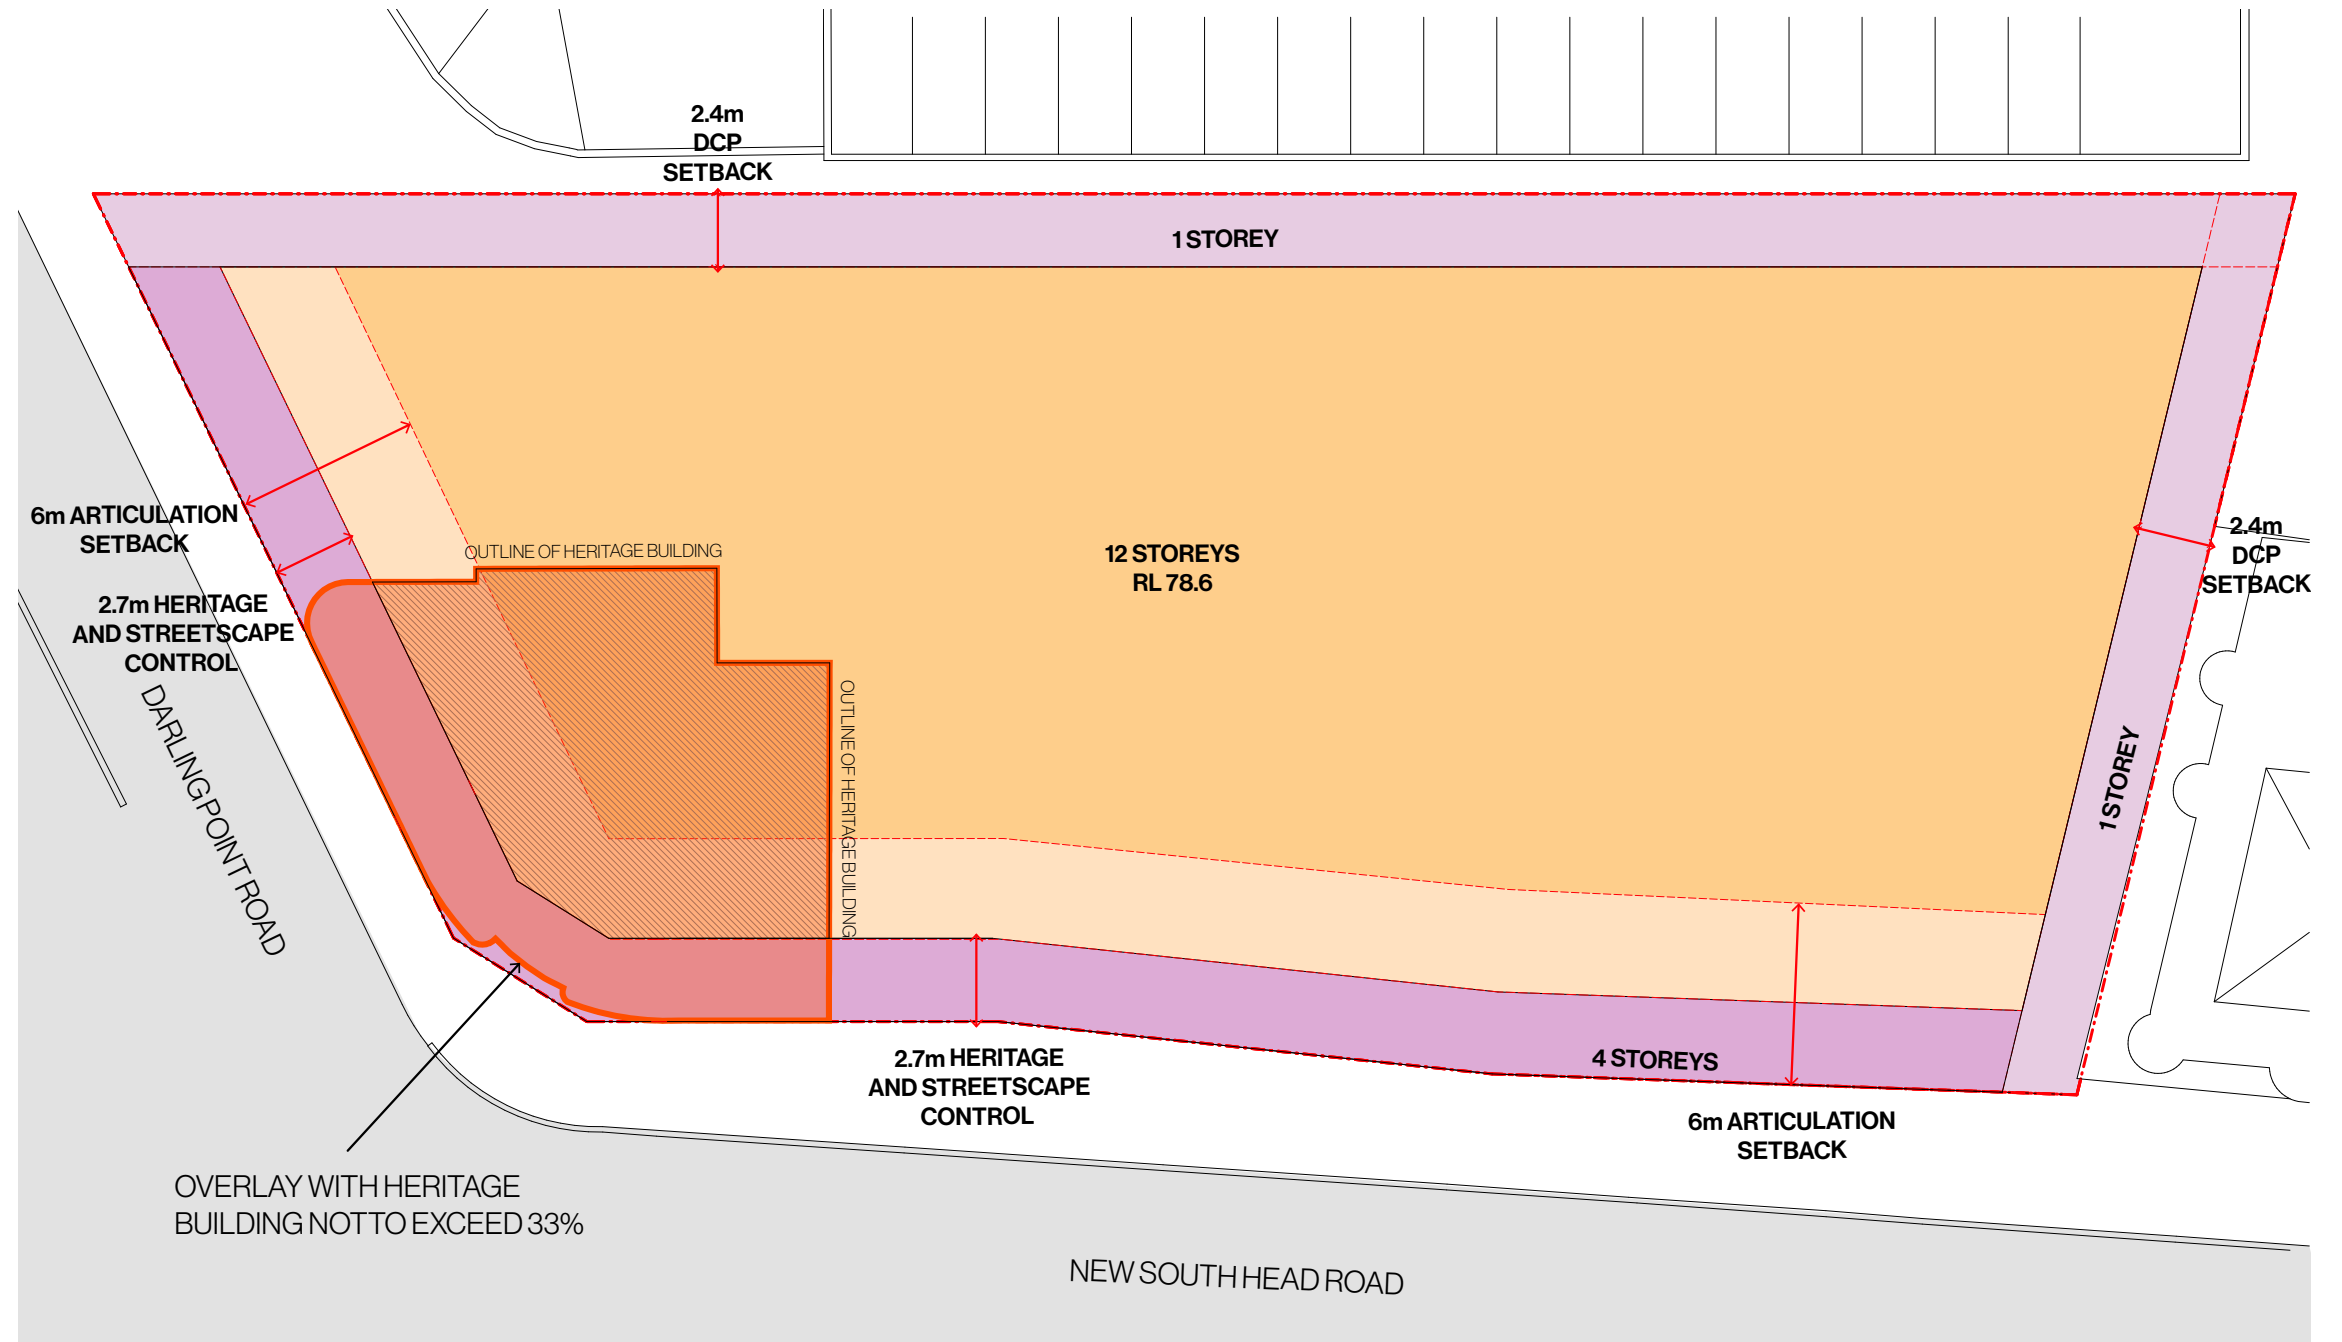 2.4m
DCP
SETBACK
1 STOREY
6m ARTICULATION
SETBACK
2.7m HERITAGE
AND STREETSCAPE
CONTROL
OUTLINE OF HERITAGE BUILDING
12 STOREYS
RL 78.6
2.4m
DCP
SETBACK
OUTLINE OF HERITAGE BUILDING
1 STOREY
DARLING POINT ROAD
2.7m HERITAGE
AND STREETSCAPE
CONTROL
4 STOREYS
6m ARTICULATION
SETBACK
OVERLAY WITH HERITAGE
BUILDING NOT TO EXCEED 33%
NEW SOUTH HEAD ROAD